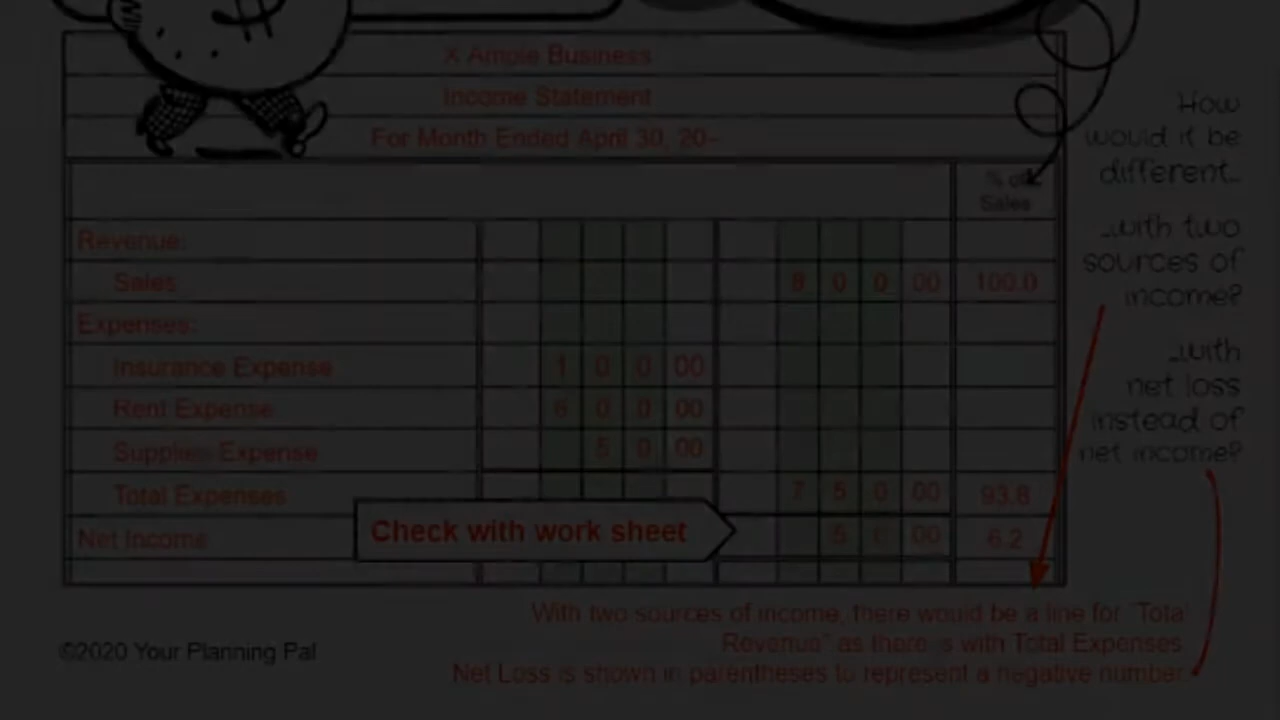 X Ample Business
Income Statement
For Month Ended April 30, 20--
% of
Sales
Revenue:
Sales 8 0 0 00 100.0
Expenses:
Insurance Expense 1 0 0 00
Rent Expense 6 0 0 00
Supplies Expense 5 0 00
Total Expenses 7 5 0 00 93.8
Net Income 5 0 00 6.2
Check with work sheet
How
would it be
different...
...with two
sources of
income?
...with
net loss
instead of
net income?
With two sources of income, there would be a line for "Total
Revenue" as there is with Total Expenses
Net Loss is shown in parentheses to represent a negative number
©2020 Your Planning Pal